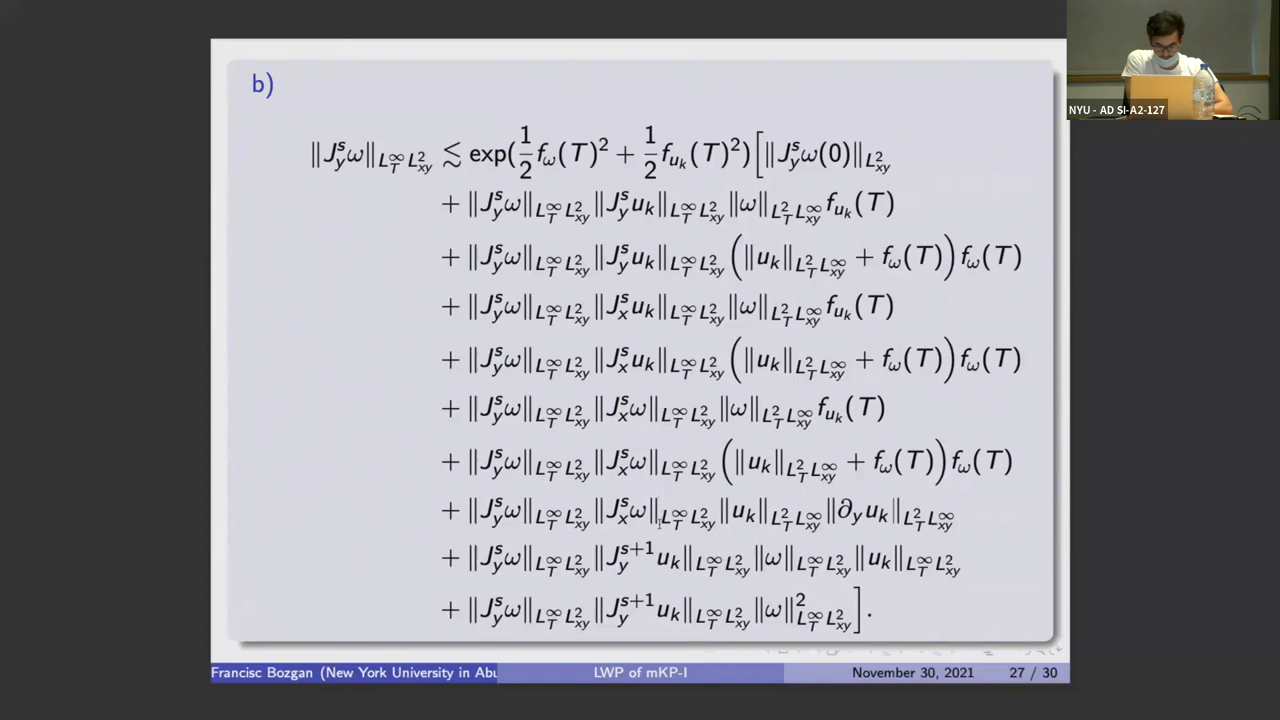 b)
‖J_y^s ω‖_{L_T^∞ L_{xy}^2} ≲ exp(1/2 f_ω(T)^2 + 1/2 f_{u_k}(T)^2)[‖J_y^s ω(0)‖_{L_{xy}^2}
+ ‖J_y^s ω‖_{L_T^∞ L_{xy}^2} ‖J_y^s u_k‖_{L_T^∞ L_{xy}^2} ‖ω‖_{L_T^2 L_{xy}^∞} f_{u_k}(T)
+ ‖J_y^s ω‖_{L_T^∞ L_{xy}^2} ‖J_y^s u_k‖_{L_T^∞ L_{xy}^2} (‖u_k‖_{L_T^2 L_{xy}^∞} + f_ω(T)) f_ω(T)
+ ‖J_y^s ω‖_{L_T^∞ L_{xy}^2} ‖J_x^s u_k‖_{L_T^∞ L_{xy}^2} ‖ω‖_{L_T^2 L_{xy}^∞} f_{u_k}(T)
+ ‖J_y^s ω‖_{L_T^∞ L_{xy}^2} ‖J_x^s u_k‖_{L_T^∞ L_{xy}^2} (‖u_k‖_{L_T^2 L_{xy}^∞} + f_ω(T)) f_ω(T)
+ ‖J_y^s ω‖_{L_T^∞ L_{xy}^2} ‖J_x^s ω‖_{L_T^∞ L_{xy}^2} ‖ω‖_{L_T^2 L_{xy}^∞} f_{u_k}(T)
+ ‖J_y^s ω‖_{L_T^∞ L_{xy}^2} ‖J_x^s ω‖_{L_T^∞ L_{xy}^2} (‖u_k‖_{L_T^2 L_{xy}^∞} + f_ω(T)) f_ω(T)
+ ‖J_y^s ω‖_{L_T^∞ L_{xy}^2} ‖J_x^s ω‖_{L_T^∞ L_{xy}^2} ‖u_k‖_{L_T^2 L_{xy}^∞} ‖∂_y u_k‖_{L_T^2 L_{xy}^∞}
+ ‖J_y^s ω‖_{L_T^∞ L_{xy}^2} ‖J_y^{s+1} u_k‖_{L_T^∞ L_{xy}^2} ‖ω‖_{L_T^∞ L_{xy}^2} ‖u_k‖_{L_T^∞ L_{xy}^2}
+ ‖J_y^s ω‖_{L_T^∞ L_{xy}^2} ‖J_y^{s+1} u_k‖_{L_T^∞ L_{xy}^2} ‖ω‖^2_{L_T^∞ L_{xy}^2}].
Francisc Bozgan (New York University in Abu LWP of mKP-I November 30, 2021 27 / 30
NYU - AD SI-A2-127